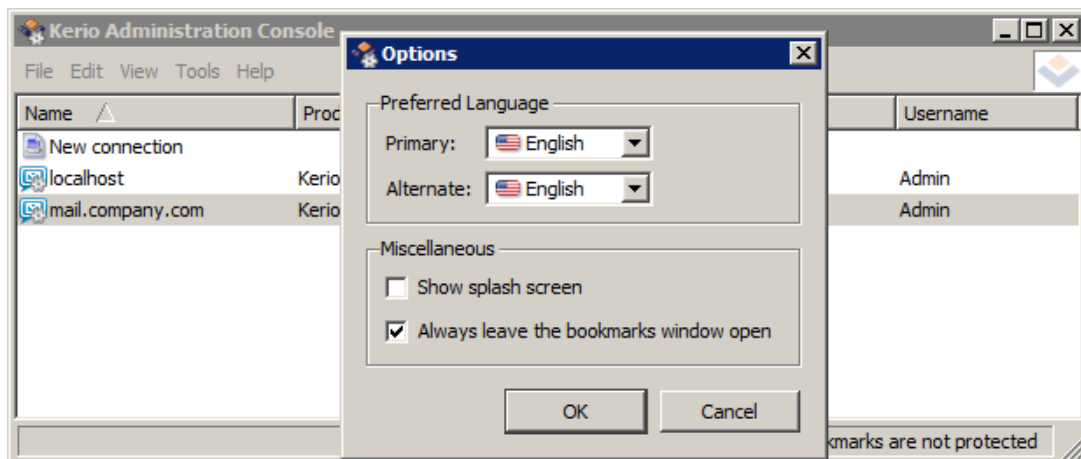 Kerio Administration Console
Options
File Edit View Tools Help
Name Prod Username
New connection
localhost Kerio Admin
mail.company.com Kerio Admin
Preferred Language
Primary: English
Alternate: English
Miscellaneous
Show splash screen
Always leave the bookmarks window open
OK Cancel
kmarks are not protected